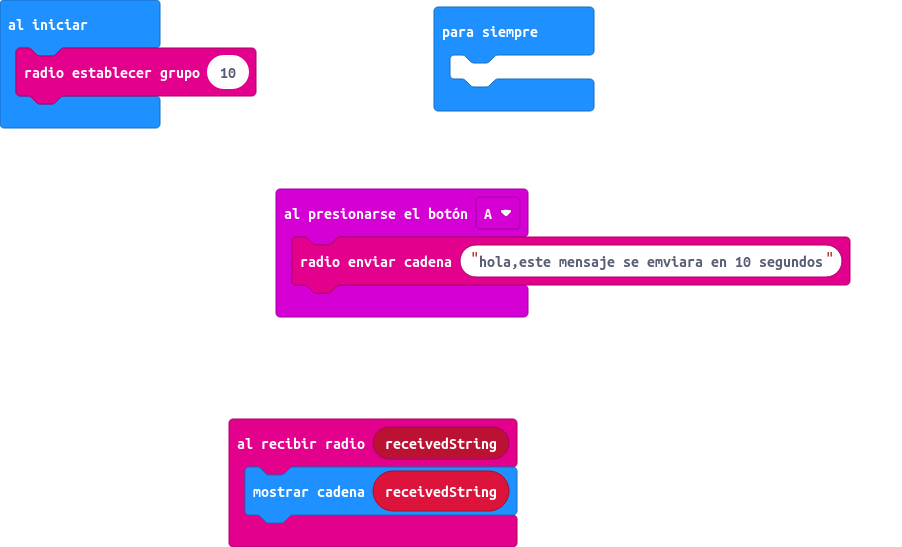 al iniciar
para siempre
radio establecer grupo 10
al presionarse el botón A
radio enviar cadena "hola,este mensaje se emviara en 10 segundos"
al recibir radio receivedString
mostrar cadena receivedString